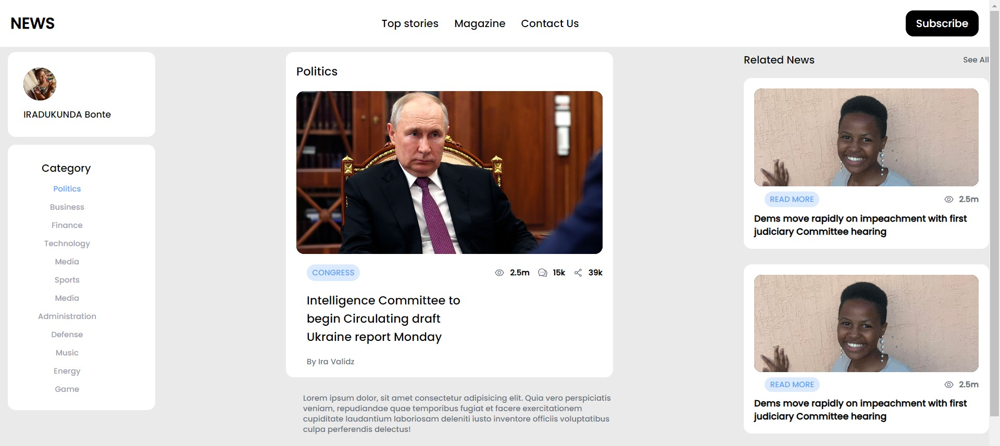 NEWS
Top stories
Magazine
Contact Us
Subscribe
IRADUKUNDA Bonte
Category
Politics
Business
Finance
Technology
Media
Sports
Media
Administration
Defense
Music
Energy
Game
Politics
CONGRESS
2.5m
15k
39k
Intelligence Committee to
begin Circulating draft
Ukraine report Monday
By Ira Validz
Lorem ipsum dolor, sit amet consectetur adipisicing elit. Quia vero perspiciatis
veniam, repudiandae quae temporibus fugiat et facere exercitationem
cupiditate laudantium laboriosam deleniti iusto inventore officiis voluptatibus
culpa perferendis delectus!
Related News
See All
READ MORE
2.5m
Dems move rapidly on impeachment with first
judiciary Committee hearing
READ MORE
2.5m
Dems move rapidly on impeachment with first
judiciary Committee hearing